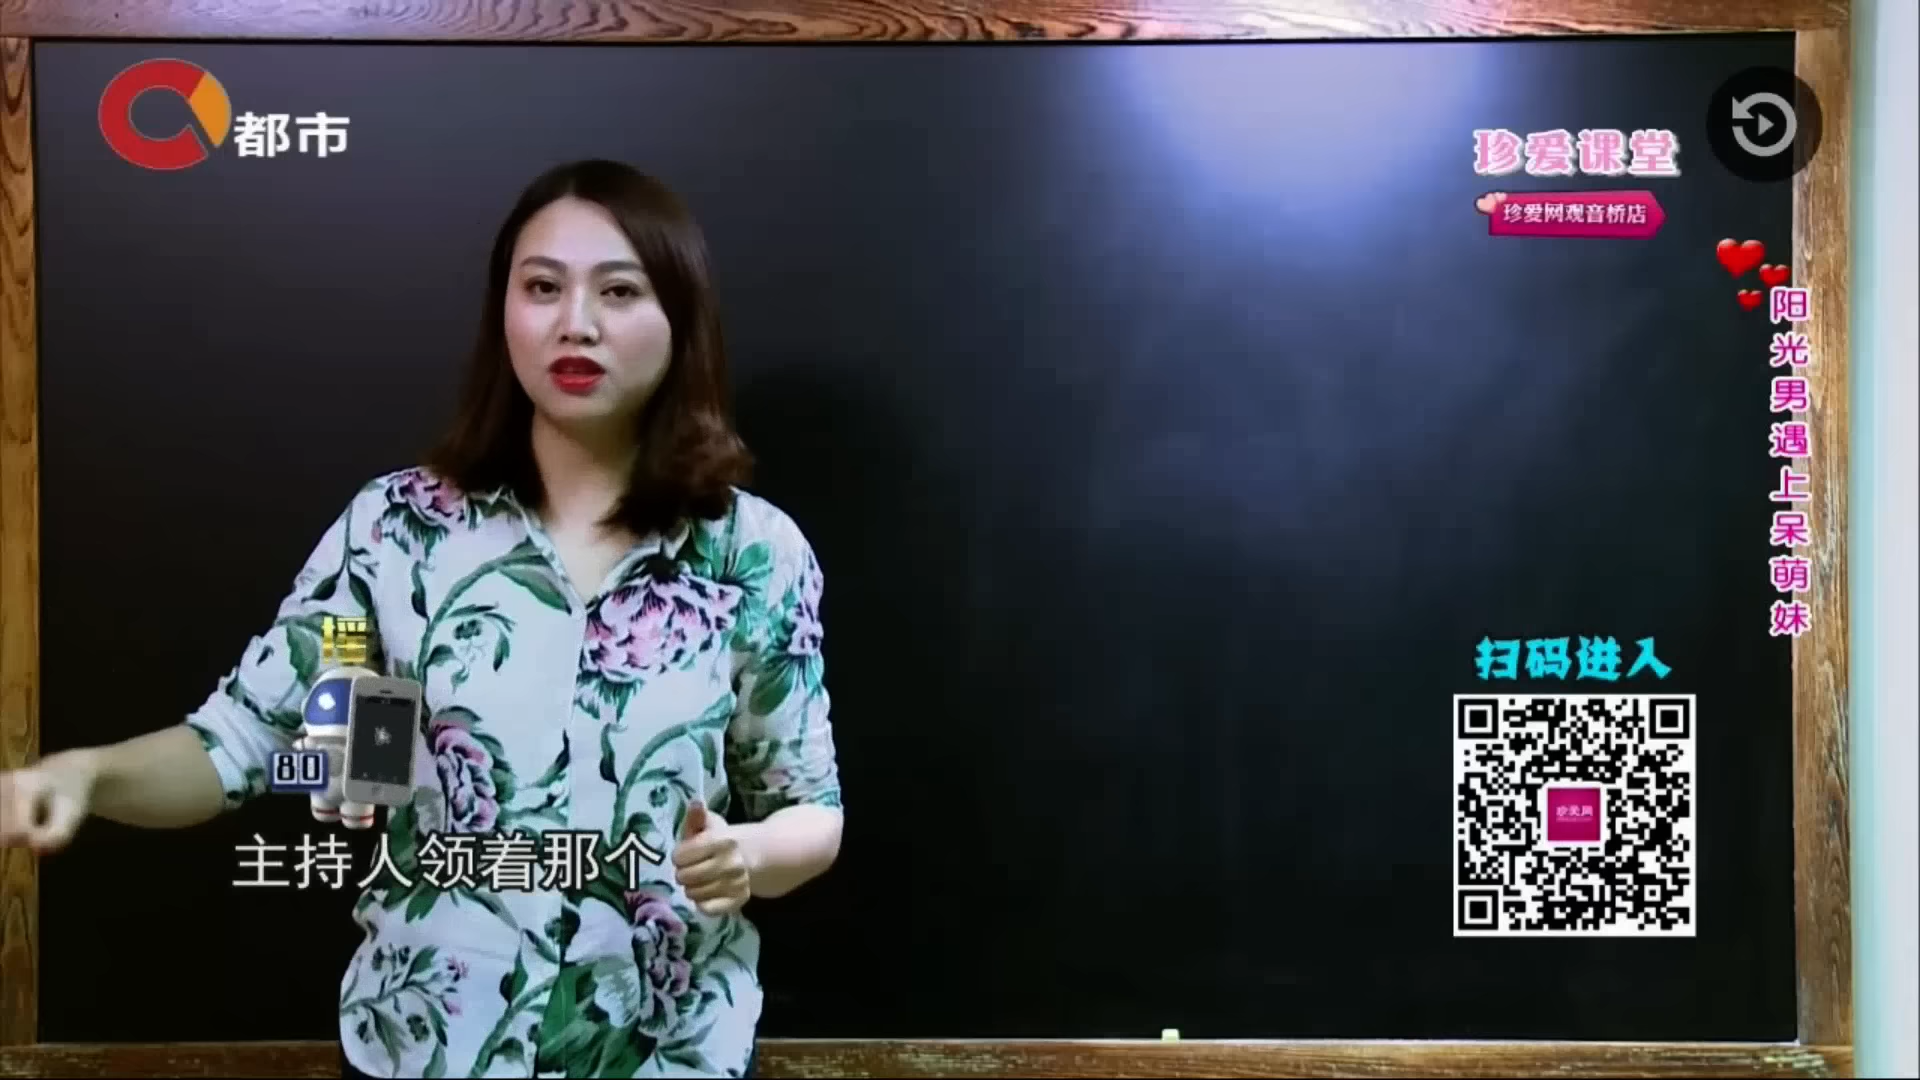 都市
珍爱课堂
珍爱网观音桥店
阳光男遇上呆萌妹
摇
80
扫码进入
珍爱网
主持人领着那个